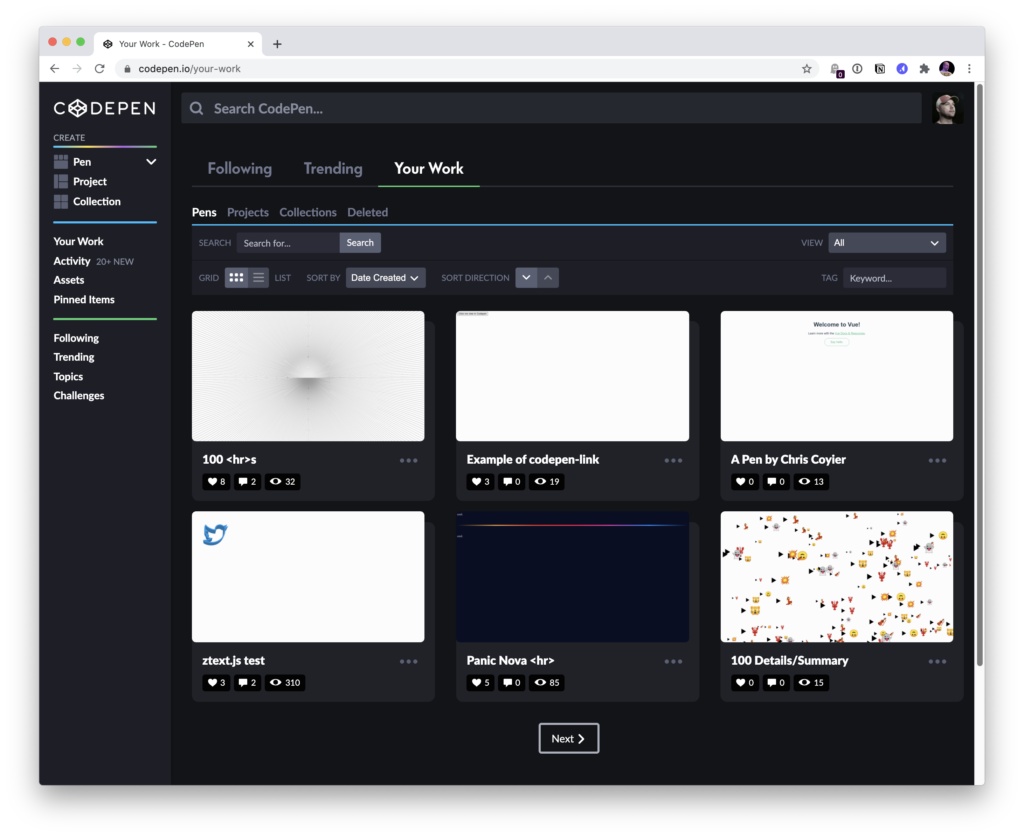 Your Work - CodePen
codepen.io/your-work
0
CODEPEN
Search CodePen...
CREATE
Pen
Project
Collection
Your Work
Activity 20+ NEW
Assets
Pinned Items
Following
Trending
Topics
Challenges
Following Trending Your Work
Pens Projects Collections Deleted
SEARCH Search for... Search VIEW All
GRID LIST SORT BY Date Created SORT DIRECTION TAG Keyword...
Welcome to Vue!
100 <hr>s
8 2 32
Example of codepen-link
3 0 19
A Pen by Chris Coyier
0 0 13
ztext.js test
3 2 310
Panic Nova <hr>
5 0 85
100 Details/Summary
0 0 15
Next